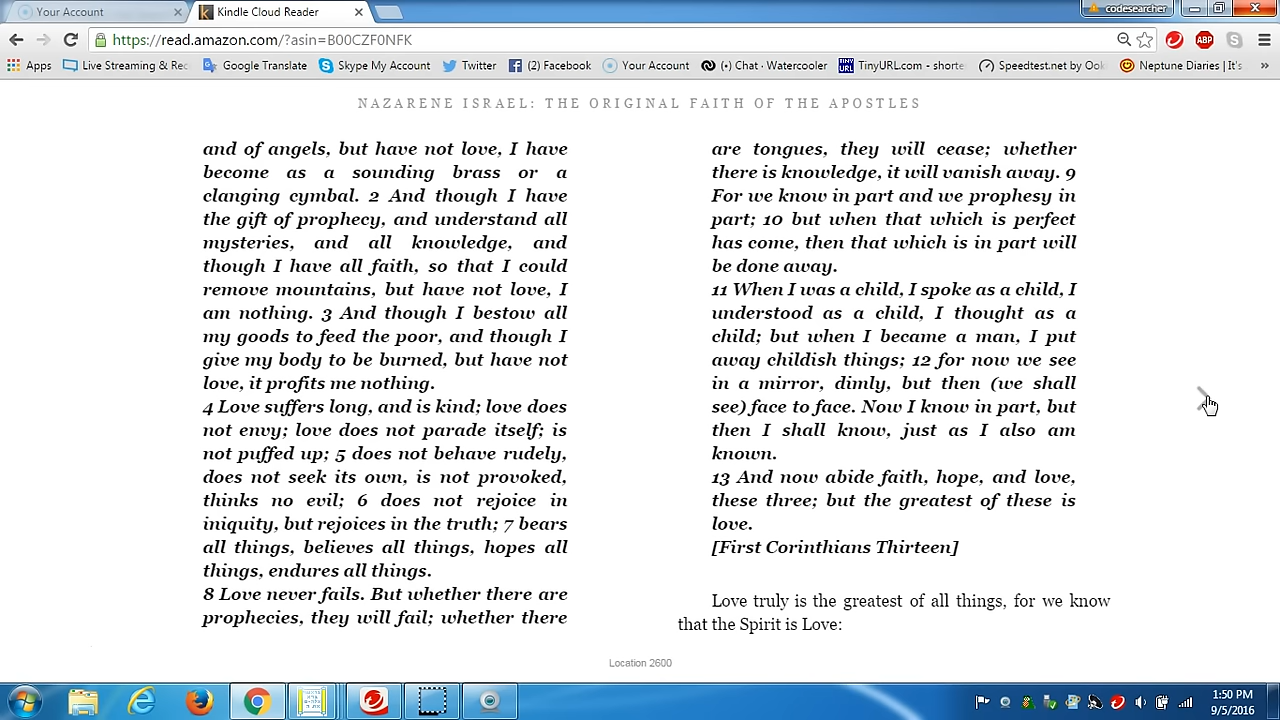 Your Account
Kindle Cloud Reader
codesearcher
https://read.amazon.com/?asin=B00CZF0NFK
ABP
Apps
Live Streaming & Rec
Google Translate
Skype My Account
Twitter
(2) Facebook
Your Account
(•) Chat · Watercooler
TINY URL
TinyURL.com - shorte
Speedtest.net by Ook
Neptune Diaries | It's
»
NAZARENE ISRAEL: THE ORIGINAL FAITH OF THE APOSTLES
and of angels, but have not love, I have
become as a sounding brass or a
clanging cymbal. 2 And though I have
the gift of prophecy, and understand all
mysteries, and all knowledge, and
though I have all faith, so that I could
remove mountains, but have not love, I
am nothing. 3 And though I bestow all
my goods to feed the poor, and though I
give my body to be burned, but have not
love, it profits me nothing.
4 Love suffers long, and is kind; love does
not envy; love does not parade itself; is
not puffed up; 5 does not behave rudely,
does not seek its own, is not provoked,
thinks no evil; 6 does not rejoice in
iniquity, but rejoices in the truth; 7 bears
all things, believes all things, hopes all
things, endures all things.
8 Love never fails. But whether there are
prophecies, they will fail; whether there
are tongues, they will cease; whether
there is knowledge, it will vanish away. 9
For we know in part and we prophesy in
part; 10 but when that which is perfect
has come, then that which is in part will
be done away.
11 When I was a child, I spoke as a child, I
understood as a child, I thought as a
child; but when I became a man, I put
away childish things; 12 for now we see
in a mirror, dimly, but then (we shall
see) face to face. Now I know in part, but
then I shall know, just as I also am
known.
13 And now abide faith, hope, and love,
these three; but the greatest of these is
love.
[First Corinthians Thirteen]
Love truly is the greatest of all things, for we know
that the Spirit is Love:
Location 2600
1:50 PM
9/5/2016